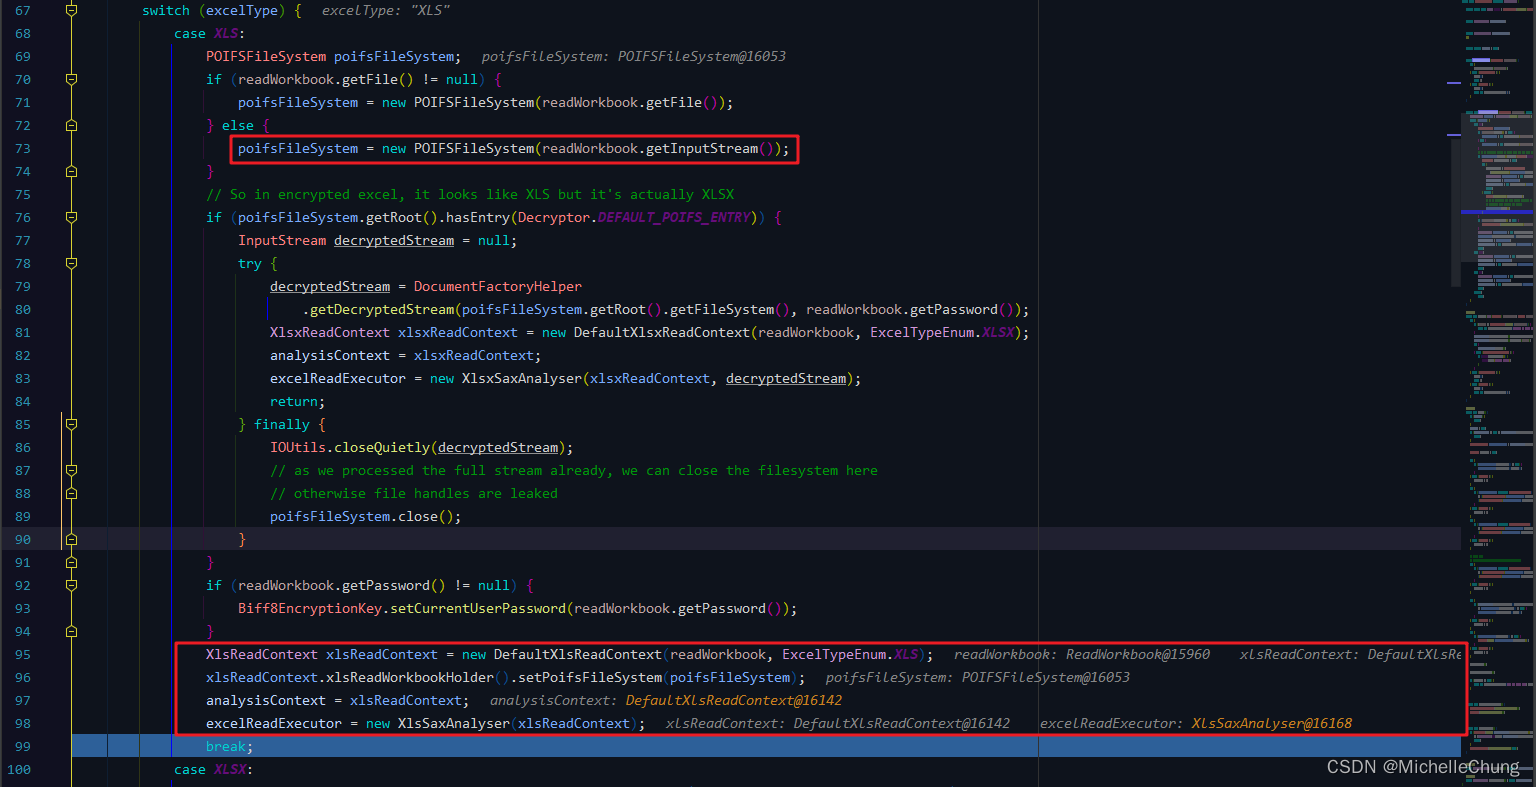 67 switch (excelType) { excelType: "XLS"
68 case XLS:
69 POIFSFileSystem poifsFileSystem; poifsFileSystem: POIFSFileSystem@16053
70 if (readWorkbook.getFile() != null) {
71 poifsFileSystem = new POIFSFileSystem(readWorkbook.getFile());
72 } else {
73 poifsFileSystem = new POIFSFileSystem(readWorkbook.getInputStream());
74 }
75 // So in encrypted excel, it looks like XLS but it's actually XLSX
76 if (poifsFileSystem.getRoot().hasEntry(Decryptor.DEFAULT_POIFS_ENTRY)) {
77 InputStream decryptedStream = null;
78 try {
79 decryptedStream = DocumentFactoryHelper
80 .getDecryptedStream(poifsFileSystem.getRoot().getFileSystem(), readWorkbook.getPassword());
81 XlsxReadContext xlsxReadContext = new DefaultXlsxReadContext(readWorkbook, ExcelTypeEnum.XLSX);
82 analysisContext = xlsxReadContext;
83 excelReadExecutor = new XlsxSaxAnalyser(xlsxReadContext, decryptedStream);
84 return;
85 } finally {
86 IOUtils.closeQuietly(decryptedStream);
87 // as we processed the full stream already, we can close the filesystem here
88 // otherwise file handles are leaked
89 poifsFileSystem.close();
90 }
91 }
92 if (readWorkbook.getPassword() != null) {
93 Biff8EncryptionKey.setCurrentUserPassword(readWorkbook.getPassword());
94 }
95 XlsReadContext xlsReadContext = new DefaultXlsReadContext(readWorkbook, ExcelTypeEnum.XLS); readWorkbook: ReadWorkbook@15960 xlsReadContext: DefaultXlsRe
96 xlsReadContext.xlsReadWorkbookHolder().setPoifsFileSystem(poifsFileSystem); poifsFileSystem: POIFSFileSystem@16053
97 analysisContext = xlsReadContext; analysisContext: DefaultXlsReadContext@16142
98 excelReadExecutor = new XlsSaxAnalyser(xlsReadContext); xlsReadContext: DefaultXlsReadContext@16142 excelReadExecutor: XlsSaxAnalyser@16168
99 break;
100 case XLSX:
CSDN @MichelleChung